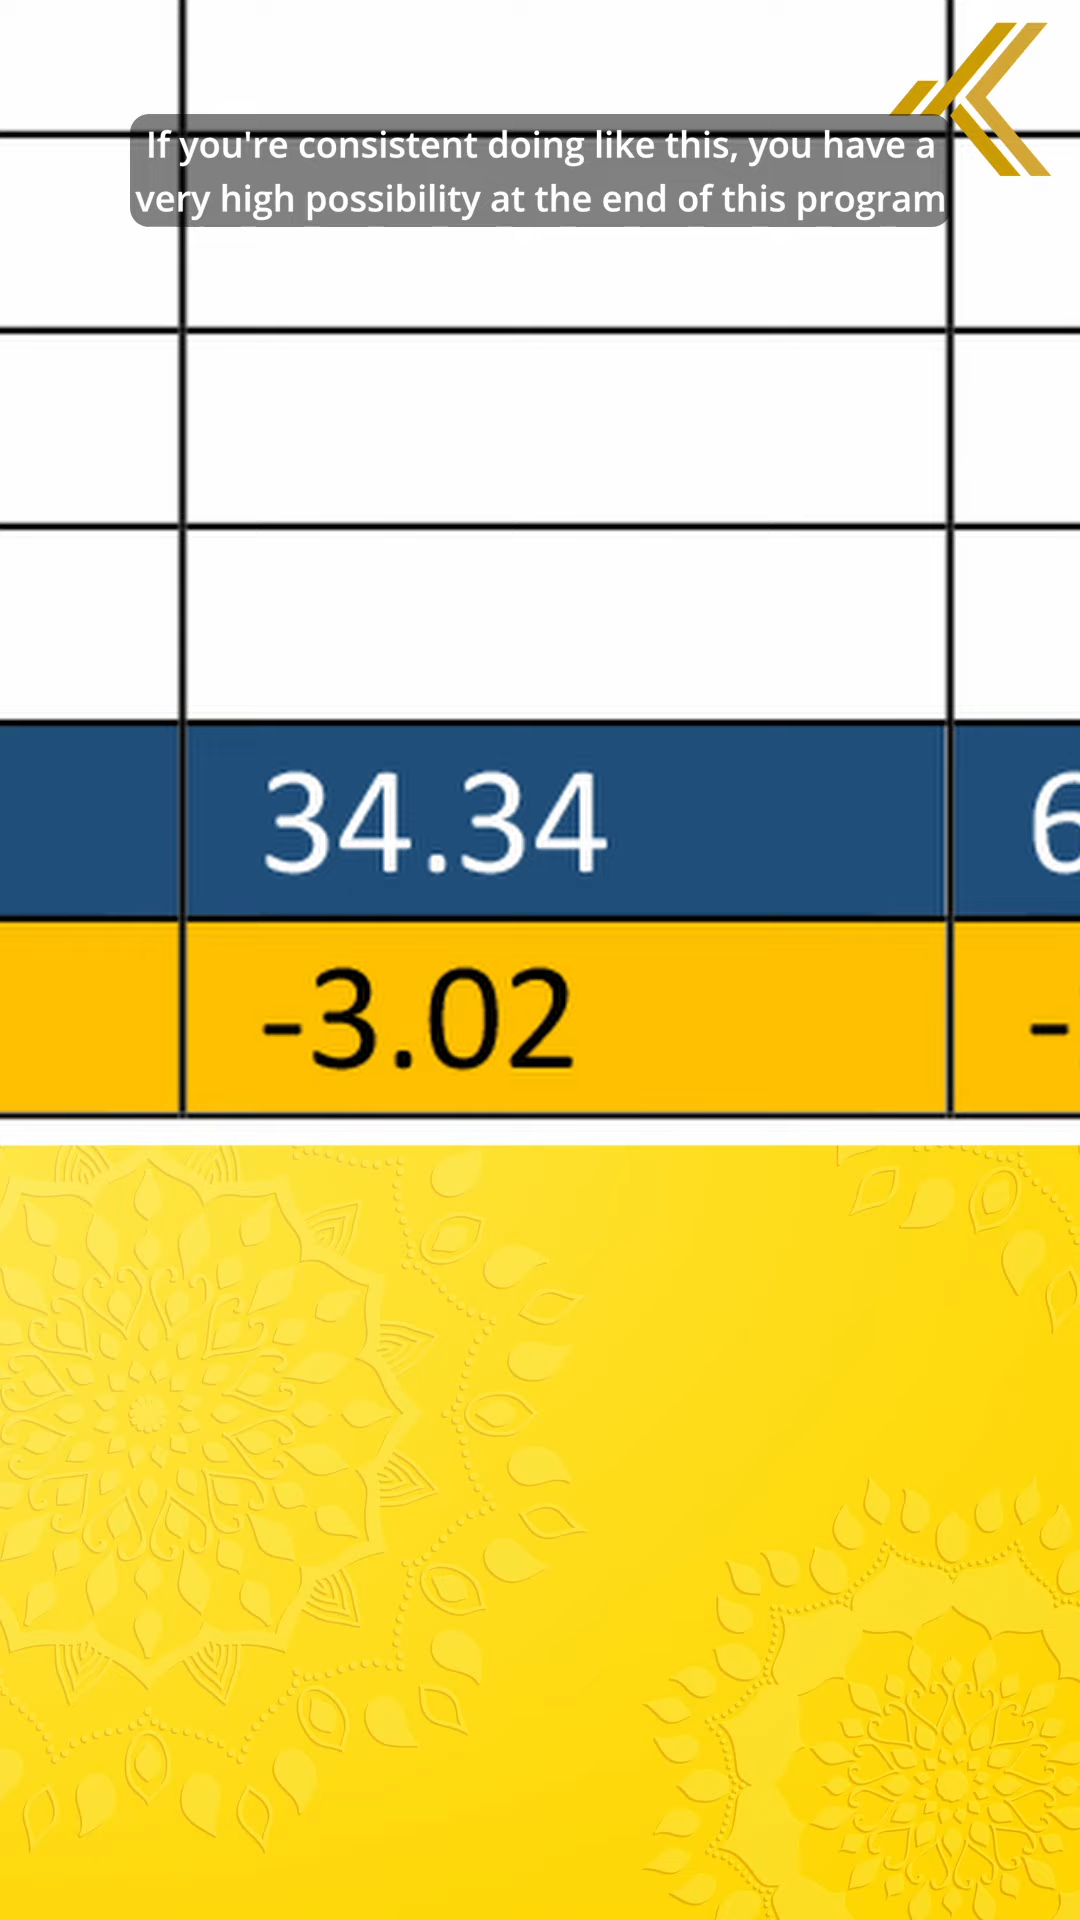 If you're consistent doing like this, you have a
very high possibility at the end of this program
34.34
6
-3.02
-